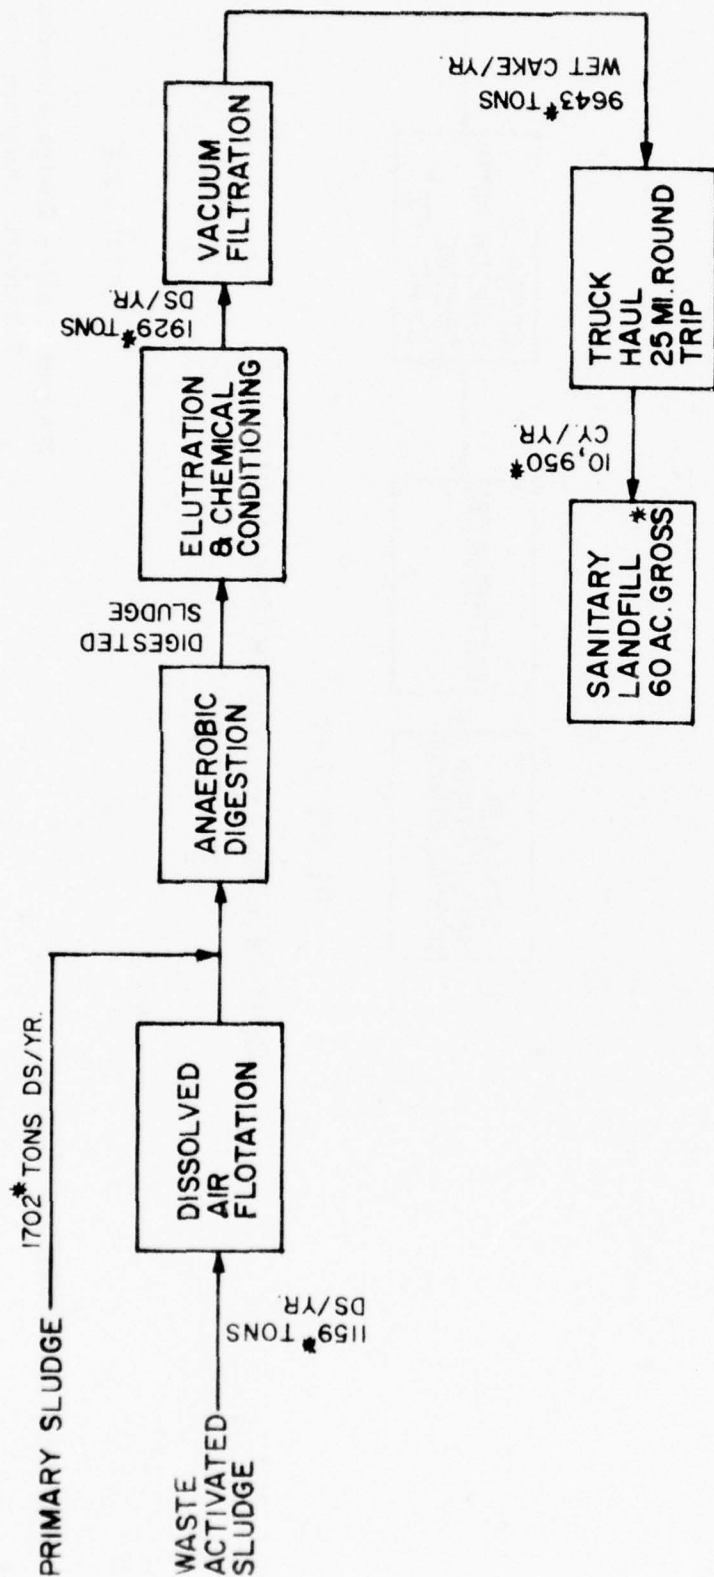 PRIMARY SLUDGE
1702* TONS DS/YR.
WASTE
ACTIVATED
SLUDGE
1159* TONS
DS/YR.
DISSOLVED
AIR
FLOTATION
ANAEROBIC
DIGESTION
DIGESTED
SLUDGE
ELUTRATION
& CHEMICAL
CONDITIONING
1929* TONS
DS/YR.
VACUUM
FILTRATION
9643* TONS
WET CAKE/YR.
TRUCK
HAUL
25 MI. ROUND
TRIP
10,950*
CY./YR.
SANITARY
LANDFILL
60 AC. GROSS*